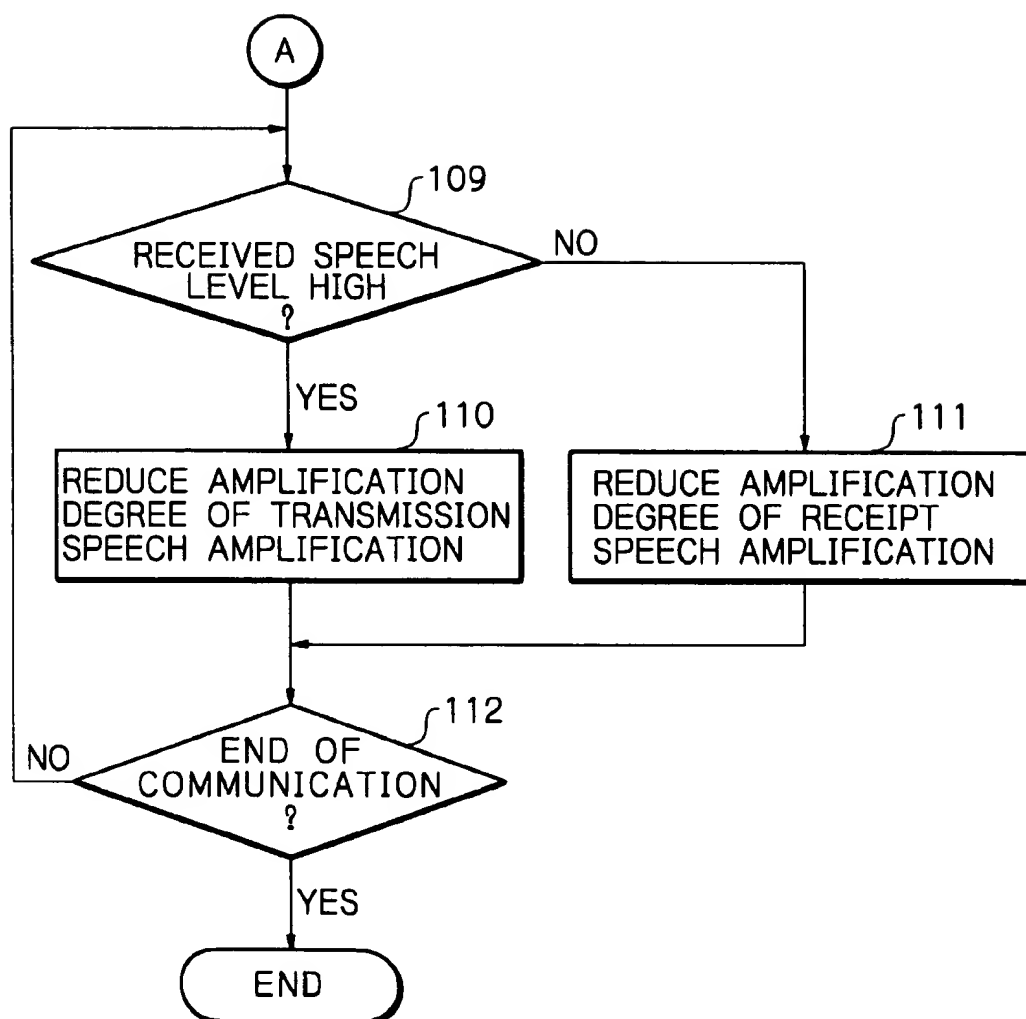 A
109
RECEIVED SPEECH
LEVEL HIGH
?
NO
YES
110
REDUCE AMPLIFICATION
DEGREE OF TRANSMISSION
SPEECH AMPLIFICATION
111
REDUCE AMPLIFICATION
DEGREE OF RECEIPT
SPEECH AMPLIFICATION
112
END OF
COMMUNICATION
?
NO
YES
END